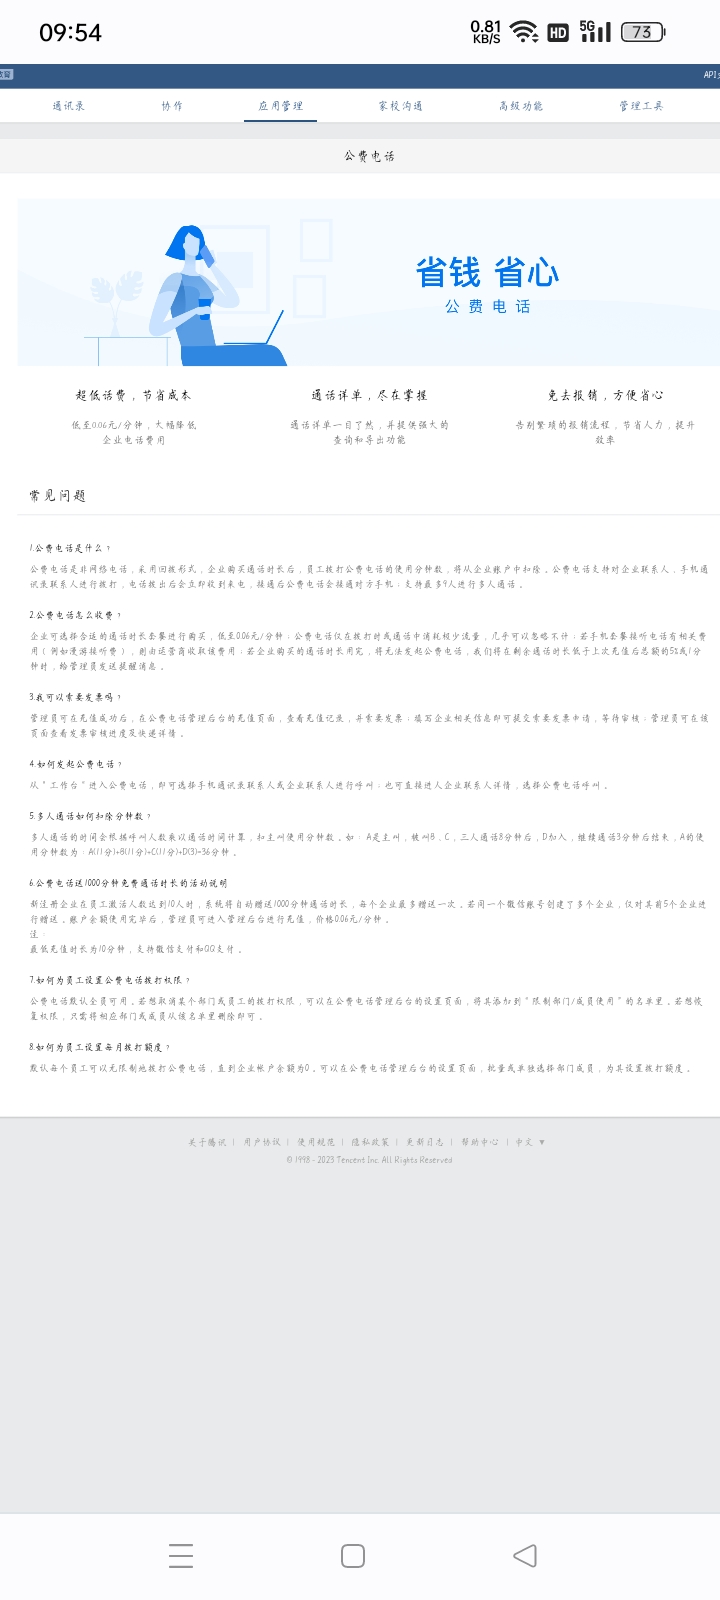 09:54
0.81
KB/S
HD
5G
73
API
通讯录
协作
应用管理
家校沟通
高级功能
管理工具
公费电话
省钱 省心
公费电话
超低话费，节省成本
低至0.06元/分钟，大幅降低
企业电话费用
通话详单，尽在掌握
通话详单一目了然，并提供强大的
查询和导出功能
免去报销，方便省心
告别繁琐的报销流程，节省人力，提升
效率
常见问题
1.公费电话是什么？
公费电话是非网络电话，采用回拨形式，企业购买通话时长后，员工拨打公费电话的使用分钟数，将从企业账户中扣除。公费电话支持对企业联系人，手机通
讯录联系人进行拨打，电话拨出后会立即收到来电，接通后公费电话会接通对方手机；支持最多9人进行多人通话。
2.公费电话怎么收费？
企业可选择合适的通话时长套餐进行购买，低至0.06元/分钟；公费电话仅在拨打时或通话中消耗极少流量，几乎可以忽略不计；若手机套餐接听电话有相关费
用（例如漫游接听费），则由运营商收取该费用；若企业购买的通话时长用完，将无法发起公费电话，我们将在剩余通话时长低于上次充值后总额的5%或1分
钟时，给管理员发送提醒消息。
3.我可以索要发票吗？
管理员可在充值成功后，在公费电话管理后台的充值页面，查看充值记录，并索要发票；填写企业相关信息即可提交索要发票申请，等待审核；管理员可在该
页面查看发票审核进度及快递详情。
4.如何发起公费电话？
从“工作台”进入公费电话，即可选择手机通讯录联系人或企业联系人进行呼叫；也可直接进入企业联系人详情，选择公费电话呼叫。
5.多人通话如何扣除分钟数？
多人通话的时间会根据呼叫人数乘以通话时间计算，扣主叫使用分钟数。如：A是主叫，被叫B、C，三人通话8分钟后，D加入，继续通话3分钟后结束，A的使
用分钟数为：A(11分)+B(11分)+C(11分)+D(3)=36分钟。
6.公费电话送1000分钟免费通话时长的活动说明
新注册企业在员工激活人数达到10人时，系统将自动赠送1000分钟通话时长，每个企业最多赠送一次。若同一个微信账号创建了多个企业，仅对其前5个企业进
行赠送。账户余额使用完毕后，管理员可进入管理后台进行充值，价格0.06元/分钟。
注：
最低充值时长为10分钟，支持微信支付和QQ支付。
7.如何为员工设置公费电话拨打权限？
公费电话默认全员可用。若想取消某个部门或员工的拨打权限，可以在公费电话管理后台的设置页面，将其添加到“限制部门/成员使用”的名单里。若想恢
复权限，只需将相应部门或成员从该名单里删除即可。
8.如何为员工设置每月拨打额度？
默认每个员工可以无限制地拨打公费电话，直到企业帐户余额为0。可以在公费电话管理后台的设置页面，批量或单独选择部门成员，为其设置拨打额度。
关于腾讯 | 用户协议 | 使用规范 | 隐私政策 | 更新日志 | 帮助中心 | 中文 ▼
© 1998 - 2023 Tencent Inc. All Rights Reserved